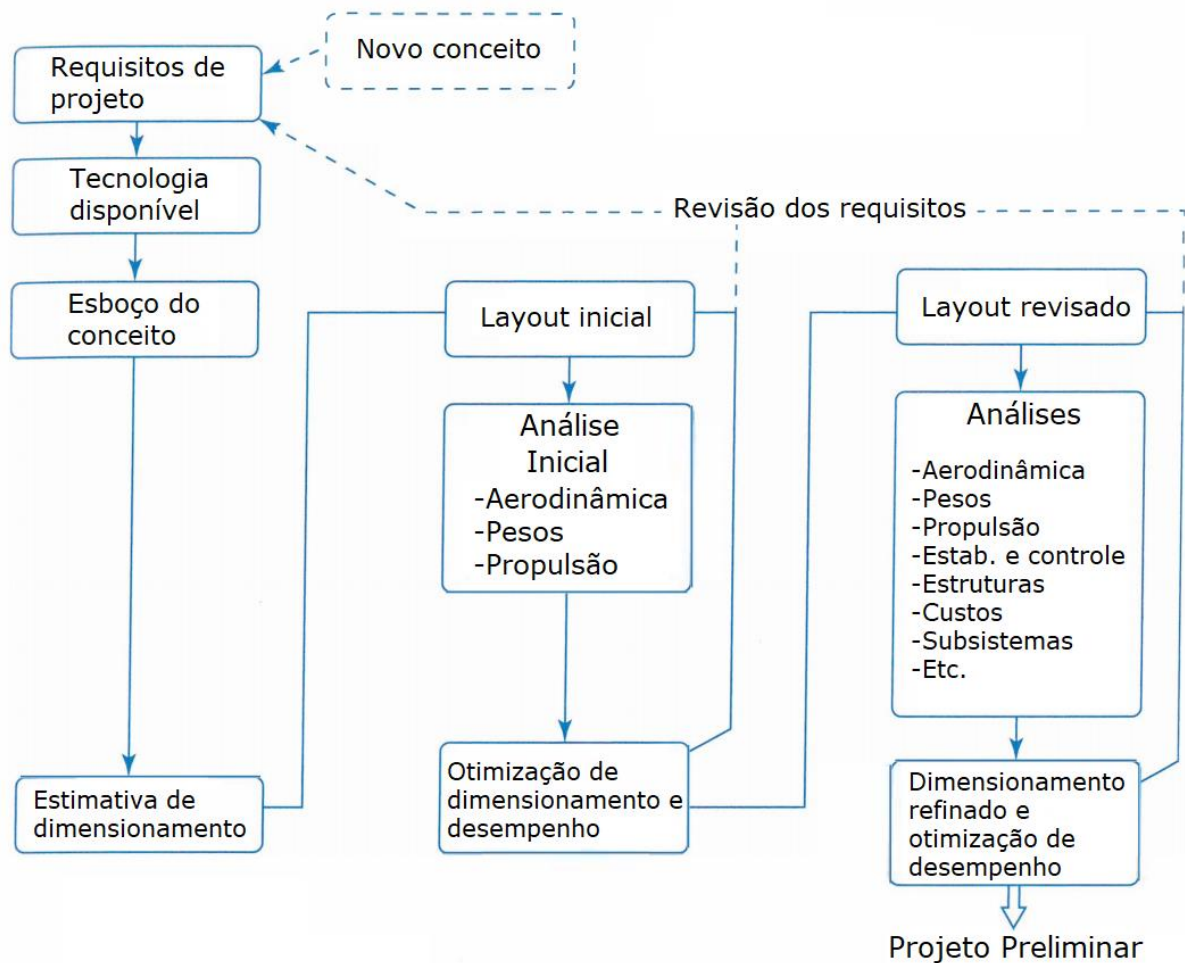 Requisitos de
projeto
Novo conceito
Tecnologia
disponível
Revisão dos requisitos
Esboço do
conceito
Estimativa de
dimensionamento
Layout inicial
Análise
Inicial
-Aerodinâmica
-Pesos
-Propulsão
Otimização de
dimensionamento e
desempenho
Layout revisado
Análises
-Aerodinâmica
-Pesos
-Propulsão
-Estab. e controle
-Estruturas
-Custos
-Subsistemas
-Etc.
Dimensionamento
refinado e
otimização de
desempenho
Projeto Preliminar